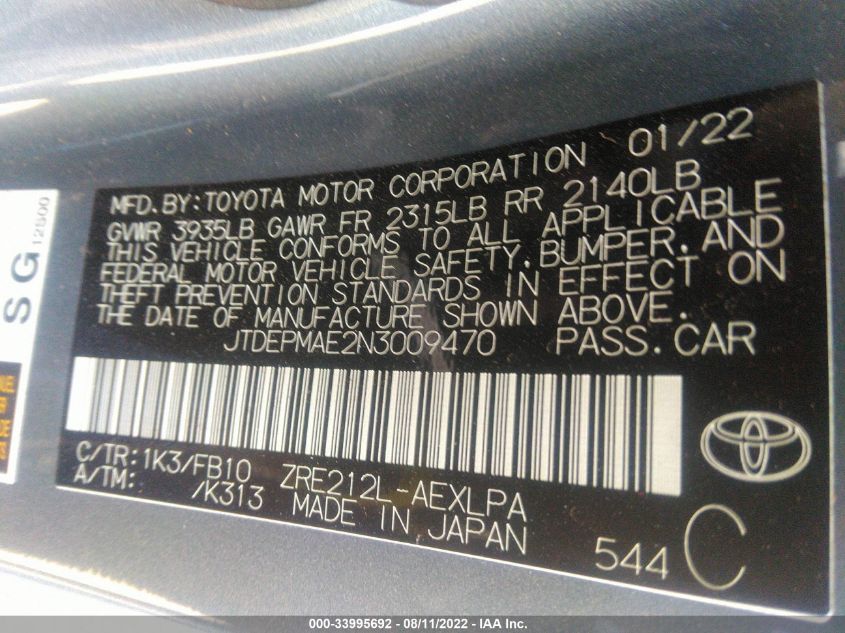 MFD. BY: TOYOTA MOTOR CORPORATION 01/22
GVWR 3935LB GAWR FR 2315LB RR 2140LB
THIS VEHICLE CONFORMS TO ALL APPLICABLE
FEDERAL MOTOR VEHICLE SAFETY, BUMPER, AND
THEFT PREVENTION STANDARDS IN EFFECT ON
THE DATE OF MANUFACTURE SHOWN ABOVE.
JTDEPMAE2N3009470 PASS. CAR
C/TR: 1K3/FB10 ZRE212L-AEXLPA
A/TM: /K313 MADE IN JAPAN
544 C
SG
12500
000-33995692 - 08/11/2022 - IAA Inc.